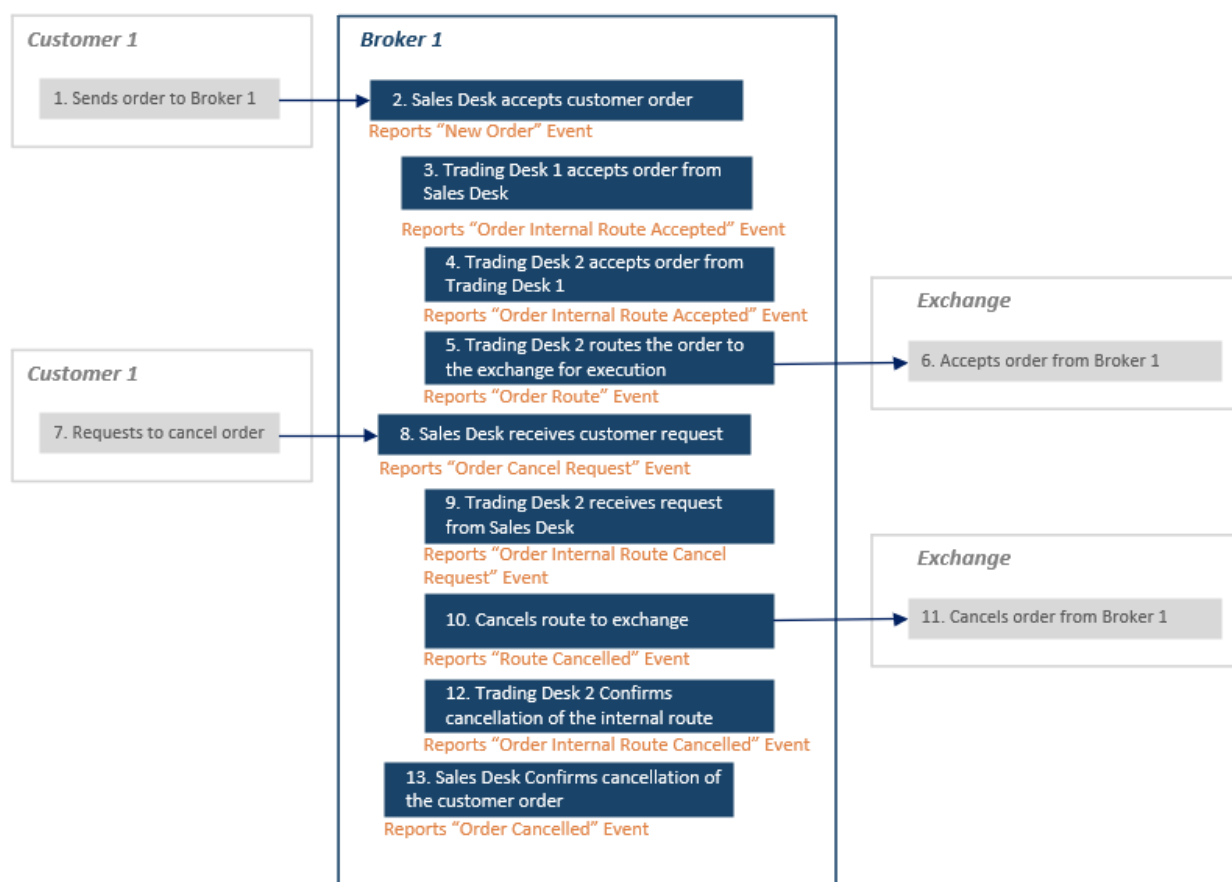 Customer 1
1. Sends order to Broker 1
Broker 1
2. Sales Desk accepts customer order
Reports “New Order” Event
3. Trading Desk 1 accepts order from
Sales Desk
Reports “Order Internal Route Accepted” Event
4. Trading Desk 2 accepts order from
Trading Desk 1
Reports “Order Internal Route Accepted” Event
5. Trading Desk 2 routes the order to
the exchange for execution
Reports “Order Route” Event
Exchange
6. Accepts order from Broker 1
Customer 1
7. Requests to cancel order
8. Sales Desk receives customer request
Reports “Order Cancel Request” Event
9. Trading Desk 2 receives request
from Sales Desk
Reports “Order Internal Route Cancel
Request” Event
10. Cancels route to exchange
Reports “Route Cancelled” Event
Exchange
11. Cancels order from Broker 1
12. Trading Desk 2 Confirms
cancellation of the internal route
Reports “Order Internal Route Cancelled” Event
13. Sales Desk Confirms cancellation of
the customer order
Reports “Order Cancelled” Event